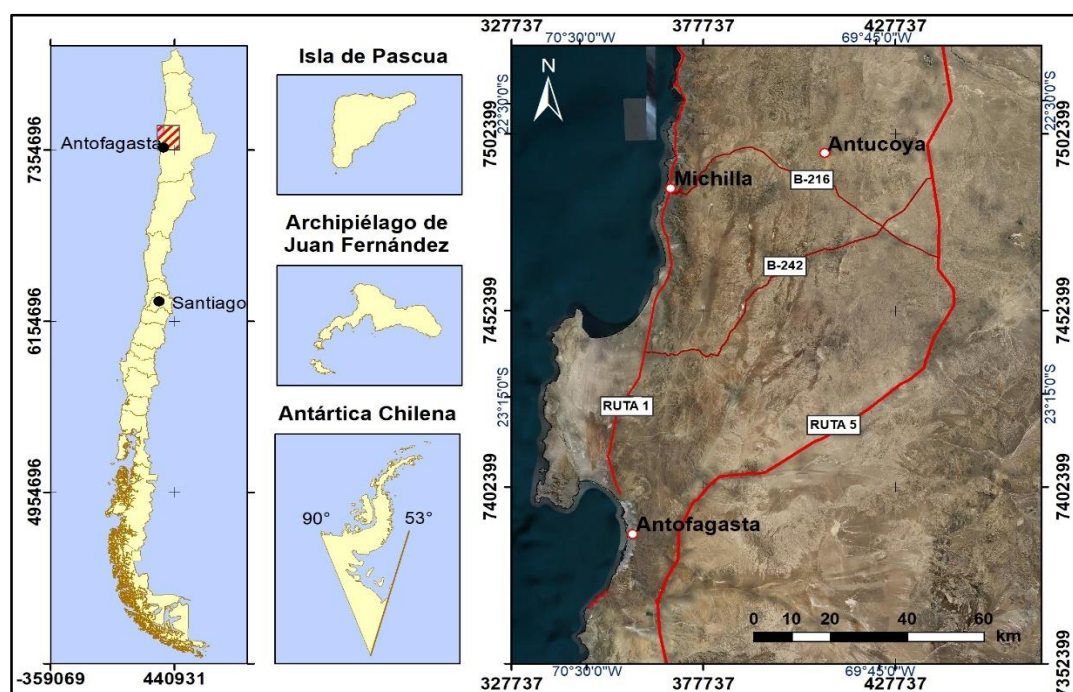 Antofagasta
Santiago
7354696
6154696
4954696
-359069
440931
Isla de Pascua
Archipiélago de
Juan Fernández
Antártica Chilena
90°
53°
327737
377737
427737
70°30'0"W
69°45'0"W
N
22°30'0"S
7502399
22°30'0"S
7502399
Antucoya
Michilla
B-216
B-242
7452399
7452399
23°15'0"S
23°15'0"S
RUTA 1
RUTA 5
7402399
7402399
Antofagasta
0 10 20 40 60
km
7352399
70°30'0"W
69°45'0"W
327737
377737
427737